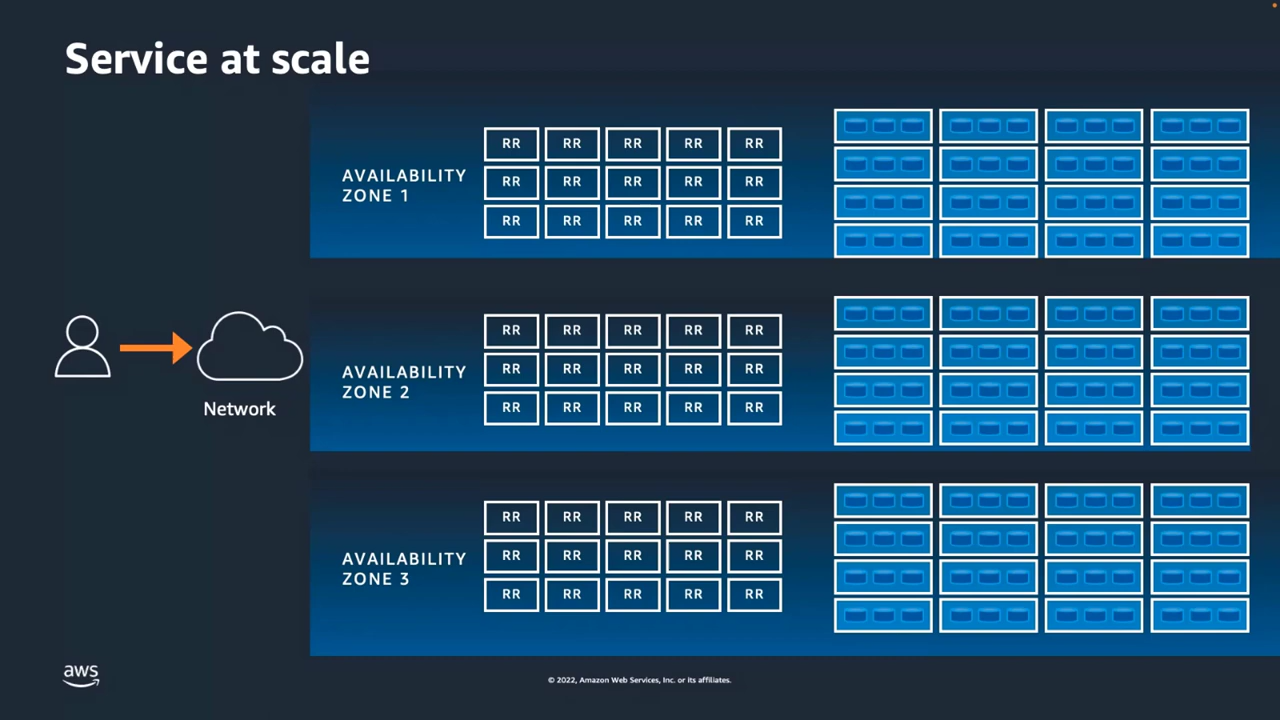 Service at scale
AVAILABILITY
ZONE 1
RR RR RR RR RR
RR RR RR RR RR
RR RR RR RR RR
Network
AVAILABILITY
ZONE 2
RR RR RR RR RR
RR RR RR RR RR
RR RR RR RR RR
AVAILABILITY
ZONE 3
RR RR RR RR RR
RR RR RR RR RR
RR RR RR RR RR
aws
© 2022, Amazon Web Services, Inc. or its affiliates.